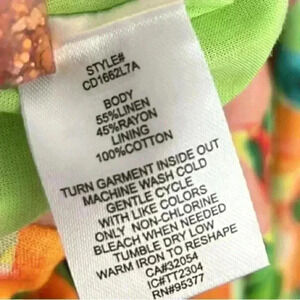 STYLE#
CD1662L7A
BODY
55%LINEN
45%RAYON
LINING
100%COTTON
TURN GARMENT INSIDE OUT
MACHINE WASH COLD
GENTLE CYCLE
WITH LIKE COLORS
ONLY NON-CHLORINE
BLEACH WHEN NEEDED
TUMBLE DRY LOW
WARM IRON TO RESHAPE
CA#32054
IC#TT2304
RN#95377